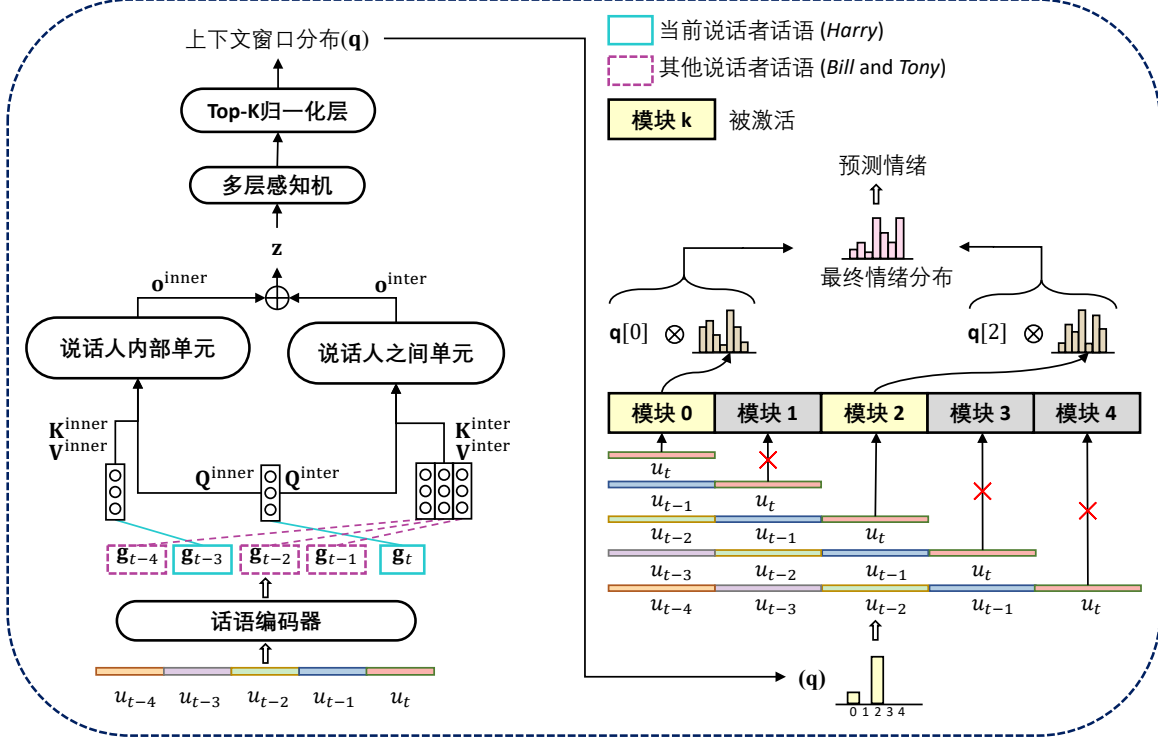 上下文窗口分布(q)
Top-K归一化层
多层感知机
z
o^inner
o^inter
说话人内部单元
说话人之间单元
K^inner
V^inner
K^inter
V^inter
Q^inner
Q^inter
g_{t−4}
g_{t−3}
g_{t−2}
g_{t−1}
g_t
话语编码器
u_{t−4}
u_{t−3}
u_{t−2}
u_{t−1}
u_t
当前说话者话语 (Harry)
其他说话者话语 (Bill and Tony)
模块 k
被激活
预测情绪
最终情绪分布
q[0] ⊗
q[2] ⊗
模块 0
模块 1
模块 2
模块 3
模块 4
u_t
u_{t−1}
u_t
u_{t−2}
u_{t−1}
u_t
u_{t−3}
u_{t−2}
u_{t−1}
u_t
u_{t−4}
u_{t−3}
u_{t−2}
u_{t−1}
u_t
(q)
0 1 2 3 4